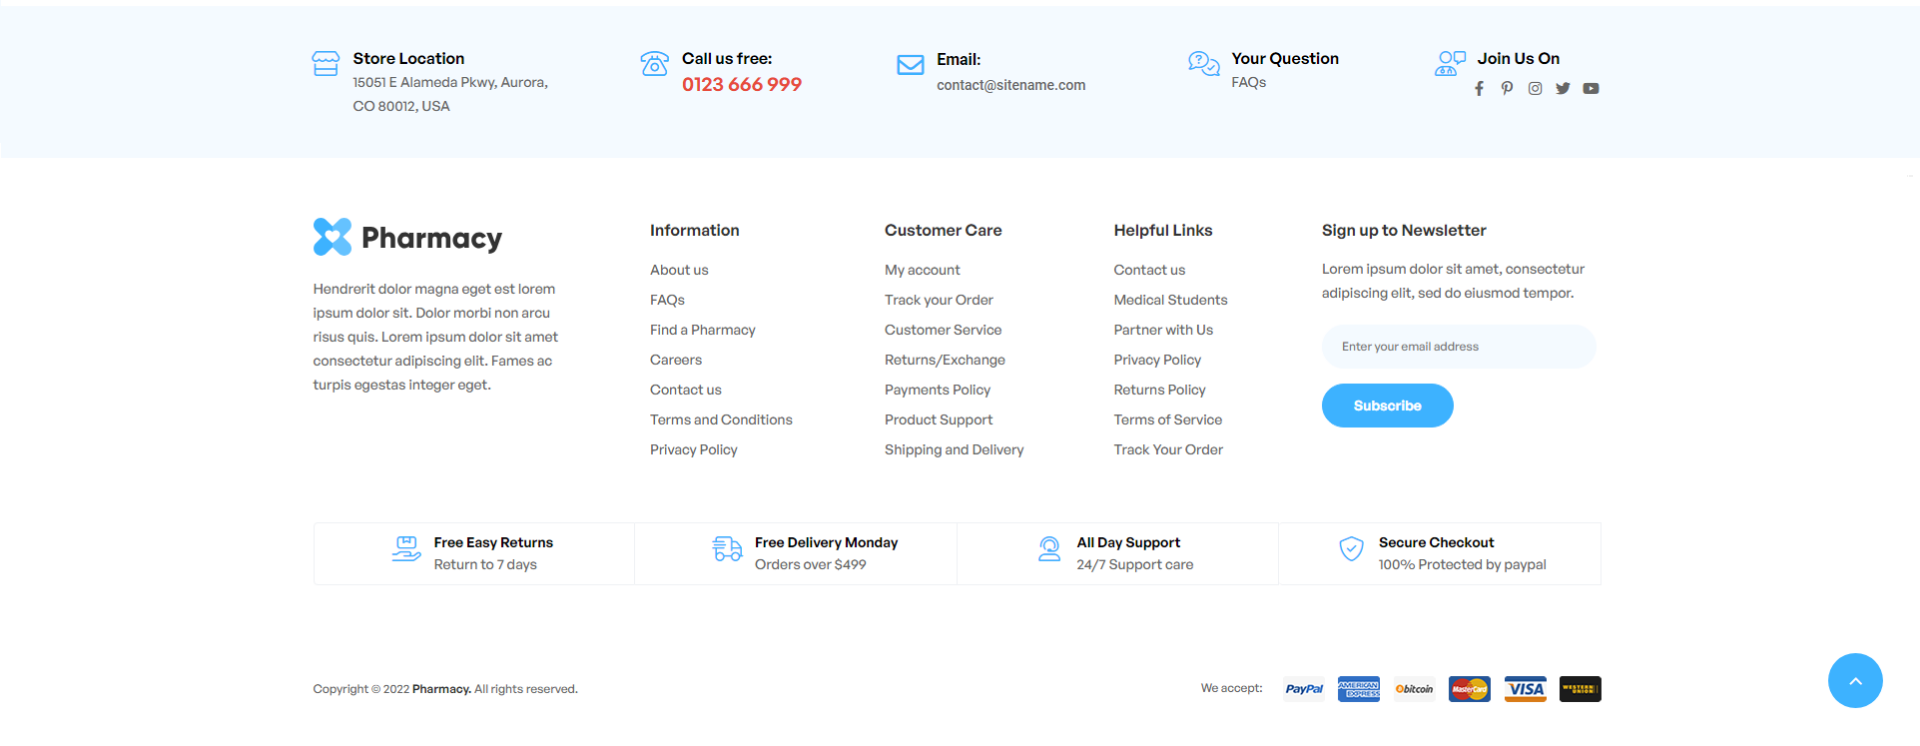 Store Location
15051 E Alameda Pkwy, Aurora,
CO 80012, USA
Call us free:
0123 666 999
Email:
contact@sitename.com
Your Question
FAQs
Join Us On
Pharmacy
Hendrerit dolor magna eget est lorem
ipsum dolor sit. Dolor morbi non arcu
risus quis. Lorem ipsum dolor sit amet
consectetur adipiscing elit. Fames ac
turpis egestas integer eget.
Information
About us
FAQs
Find a Pharmacy
Careers
Contact us
Terms and Conditions
Privacy Policy
Customer Care
My account
Track your Order
Customer Service
Returns/Exchange
Payments Policy
Product Support
Shipping and Delivery
Helpful Links
Contact us
Medical Students
Partner with Us
Privacy Policy
Returns Policy
Terms of Service
Track Your Order
Sign up to Newsletter
Lorem ipsum dolor sit amet, consectetur
adipiscing elit, sed do eiusmod tempor.
Enter your email address
Subscribe
Free Easy Returns
Return to 7 days
Free Delivery Monday
Orders over $499
All Day Support
24/7 Support care
Secure Checkout
100% Protected by paypal
Copyright © 2022 Pharmacy. All rights reserved.
We accept:
PayPal
AMERICAN
EXPRESS
bitcoin
MasterCard
VISA
WESTERN
UNION